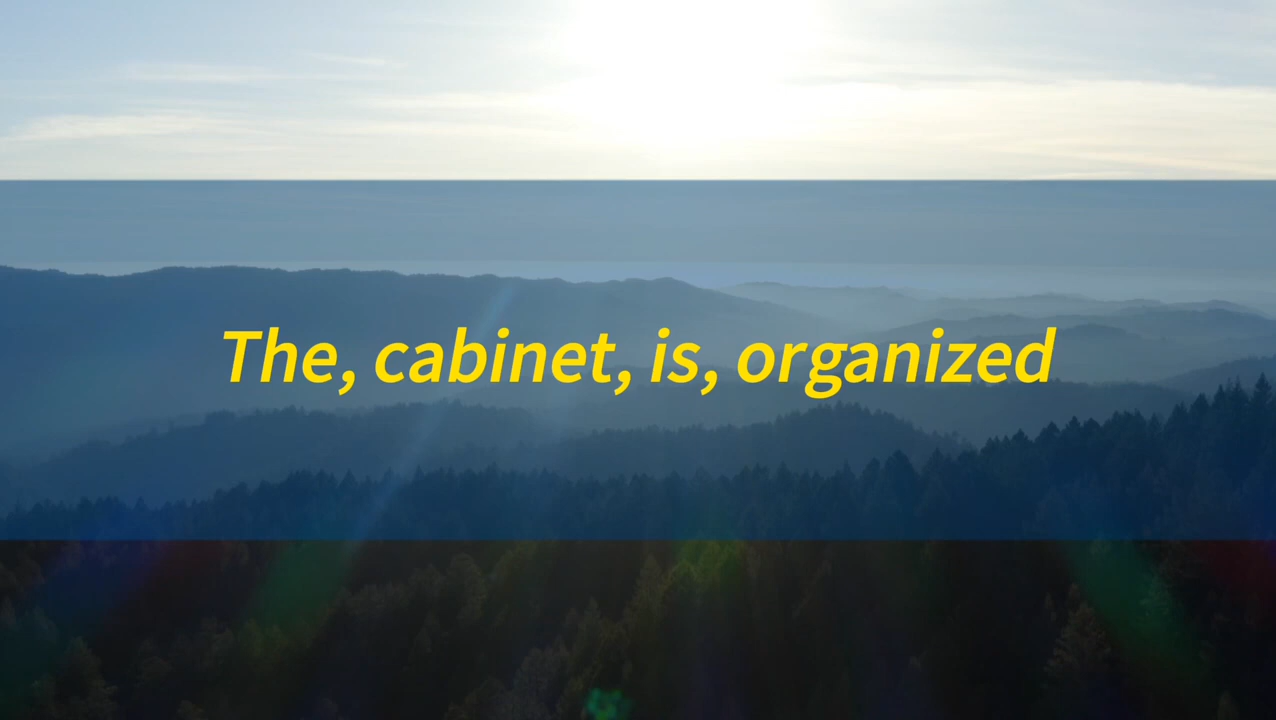 The, cabinet, is, organized